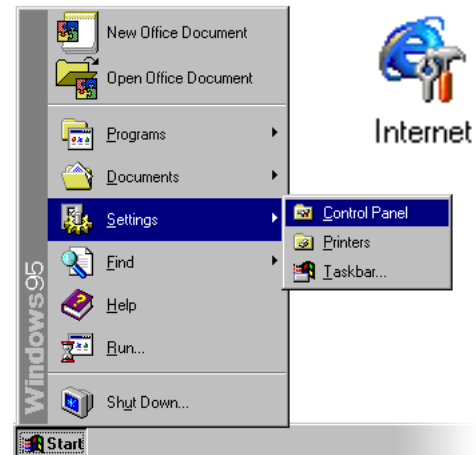 New Office Document
Open Office Document
Programs
Documents
Settings
Find
Help
Run...
Shut Down...
Control Panel
Printers
Taskbar...
Internet
Windows95
Start